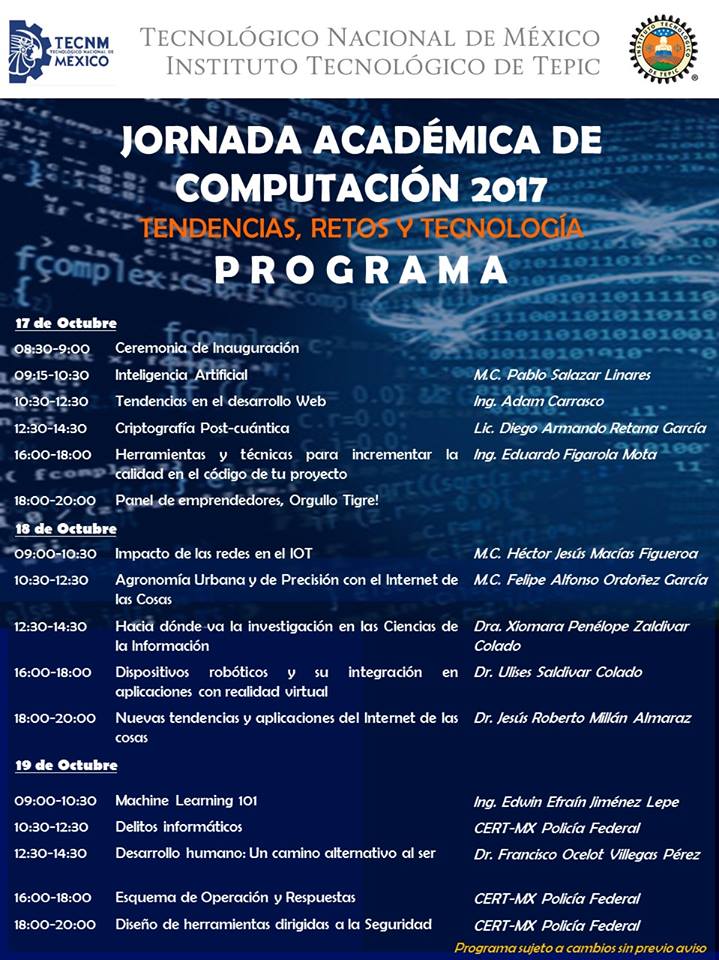 TECNM
TECNOLÓGICO NACIONAL DE
MÉXICO
TECNOLÓGICO NACIONAL DE MÉXICO
INSTITUTO TECNOLÓGICO DE TEPIC
INSTITUTO TECNOLÓGICO
DE TEPIC
®
JORNADA ACADÉMICA DE
COMPUTACIÓN 2017
TENDENCIAS, RETOS Y TECNOLOGÍA
PROGRAMA
17 de Octubre
08:30-9:00 Ceremonia de Inauguración
09:15-10:30 Inteligencia Artificial M.C. Pablo Salazar Linares
10:30-12:30 Tendencias en el desarrollo Web Ing. Adam Carrasco
12:30-14:30 Criptografía Post-cuántica Lic. Diego Armando Retana García
16:00-18:00 Herramientas y técnicas para incrementar la Ing. Eduardo Figarola Mota
calidad en el código de tu proyecto
18:00-20:00 Panel de emprendedores, Orgullo Tigre!
18 de Octubre
09:00-10:30 Impacto de las redes en el IOT M.C. Héctor Jesús Macías Figueroa
10:30-12:30 Agronomía Urbana y de Precisión con el Internet de M.C. Felipe Alfonso Ordoñez García
las Cosas
12:30-14:30 Hacia dónde va la investigación en las Ciencias de Dra. Xiomara Penélope Zaldivar
la Información Colado
16:00-18:00 Dispositivos robóticos y su integración en Dr. Ulises Saldivar Colado
aplicaciones con realidad virtual
18:00-20:00 Nuevas tendencias y aplicaciones del Internet de las Dr. Jesús Roberto Millán Almaraz
cosas
19 de Octubre
09:00-10:30 Machine Learning 101 Ing. Edwin Efraín Jiménez Lepe
10:30-12:30 Delitos informáticos CERT-MX Policía Federal
12:30-14:30 Desarrollo humano: Un camino alternativo al ser Dr. Francisco Ocelot Villegas Pérez
16:00-18:00 Esquema de Operación y Respuestas CERT-MX Policía Federal
18:00-20:00 Diseño de herramientas dirigidas a la Seguridad CERT-MX Policía Federal
Programa sujeto a cambios sin previo aviso